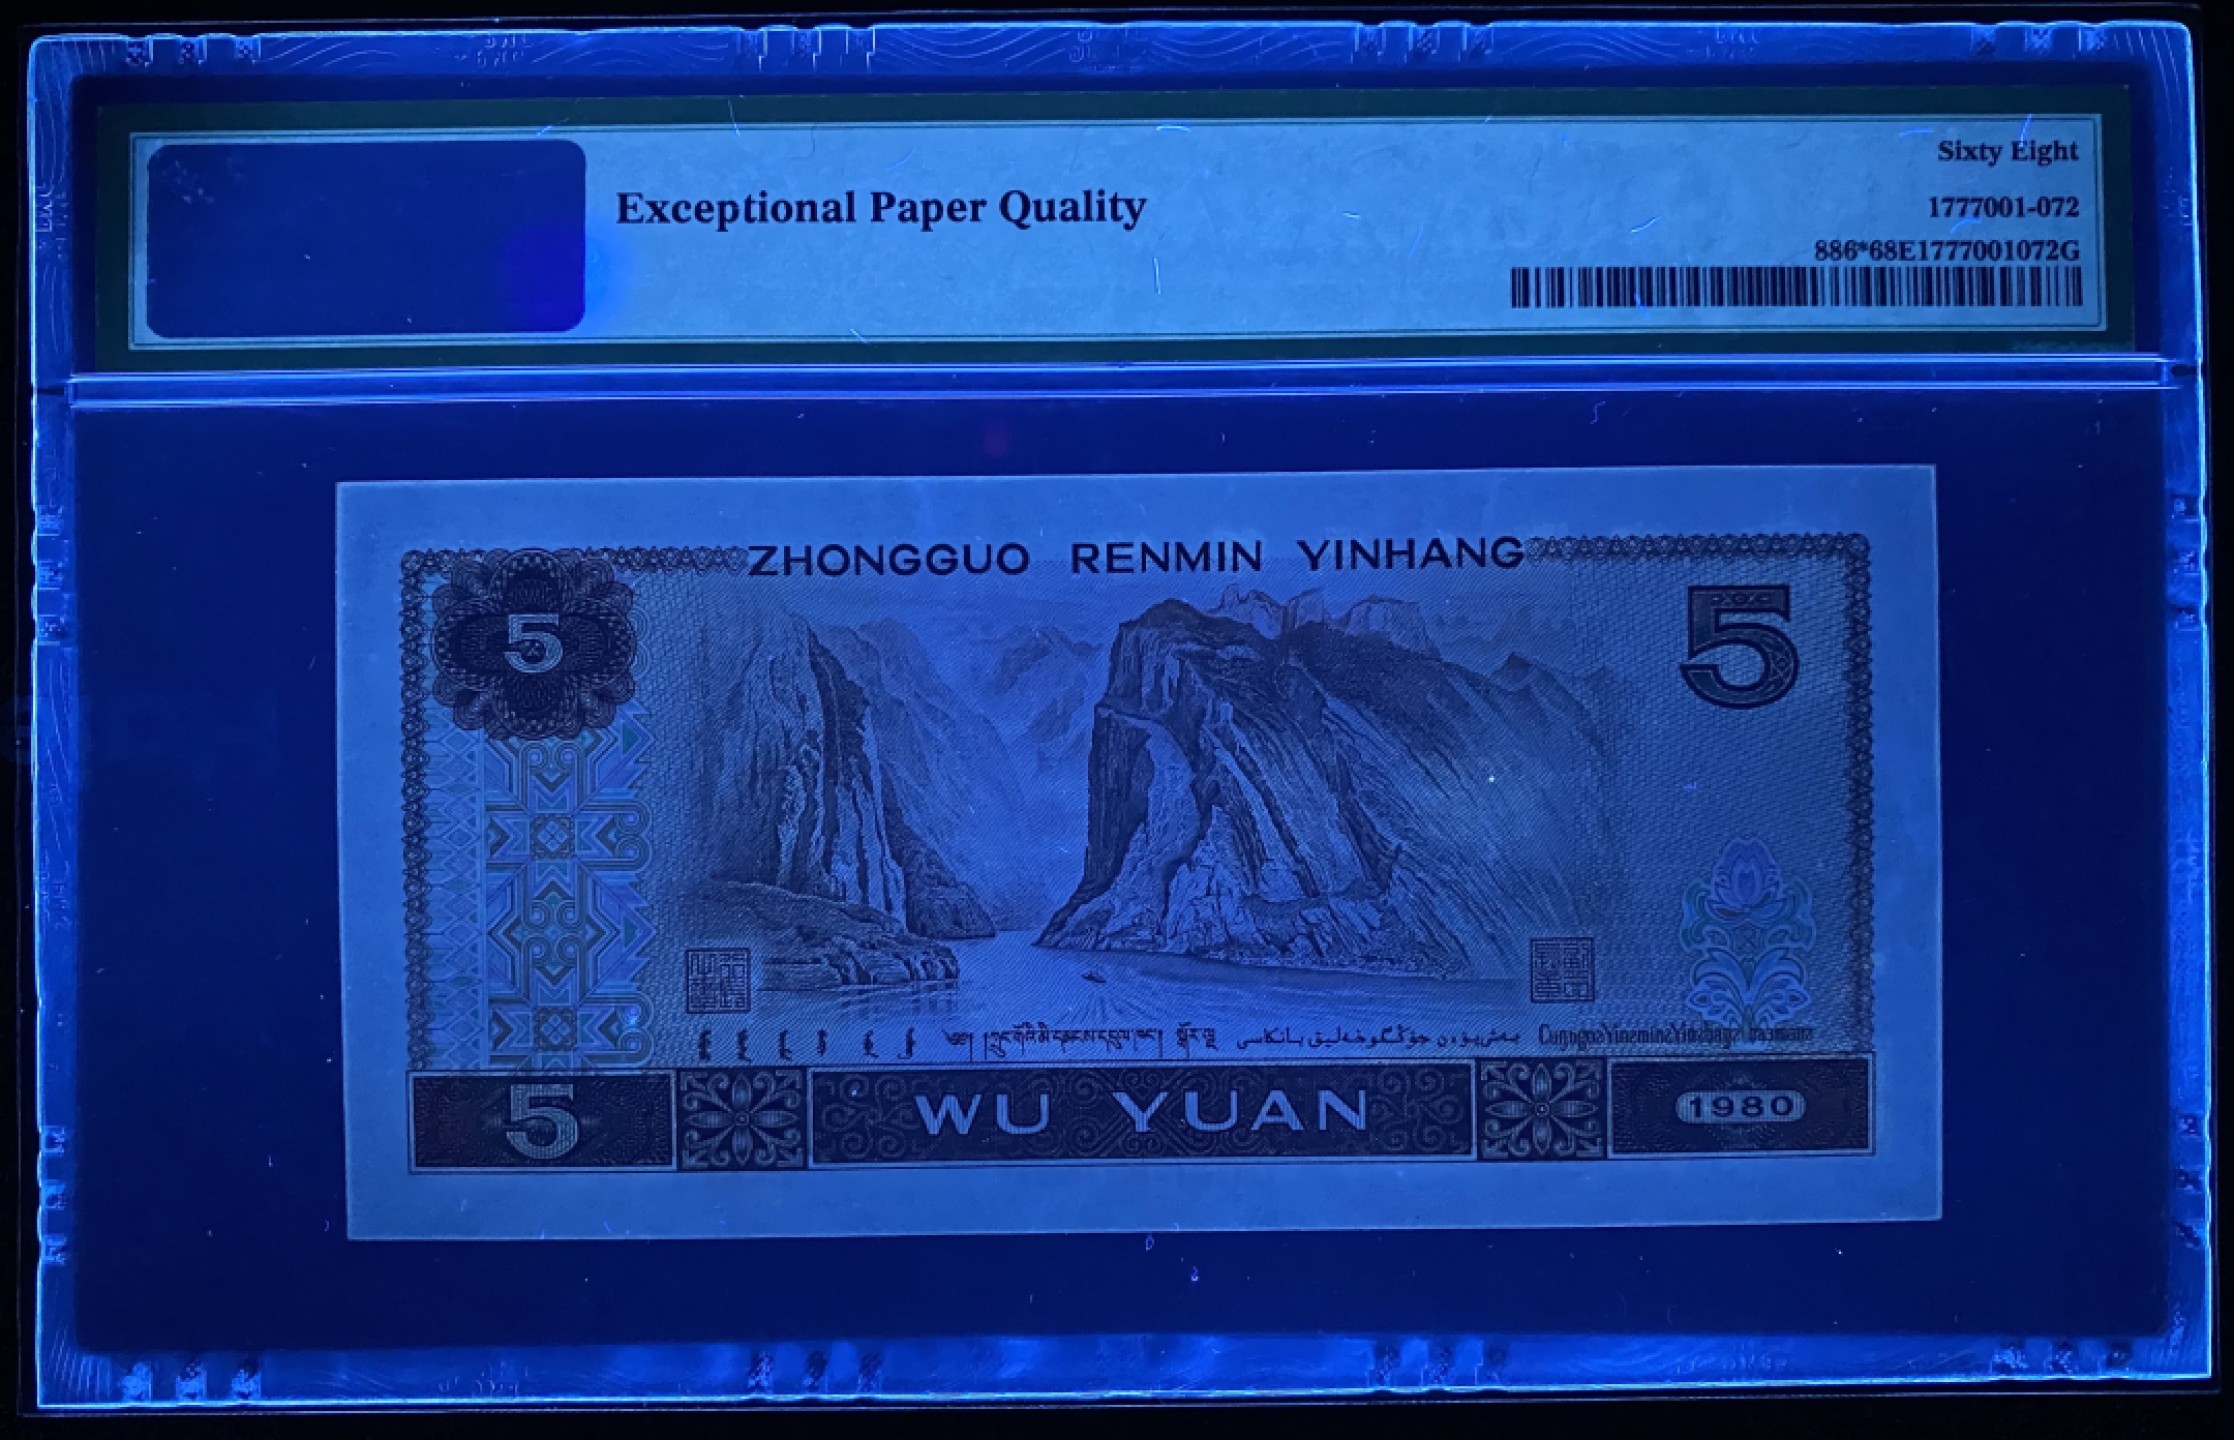 Sixty Eight
Exceptional Paper Quality
1777001-072
886*68E1777001072G
ZHONGGUO RENMIN YINHANG
5
5
5
WU YUAN
1980